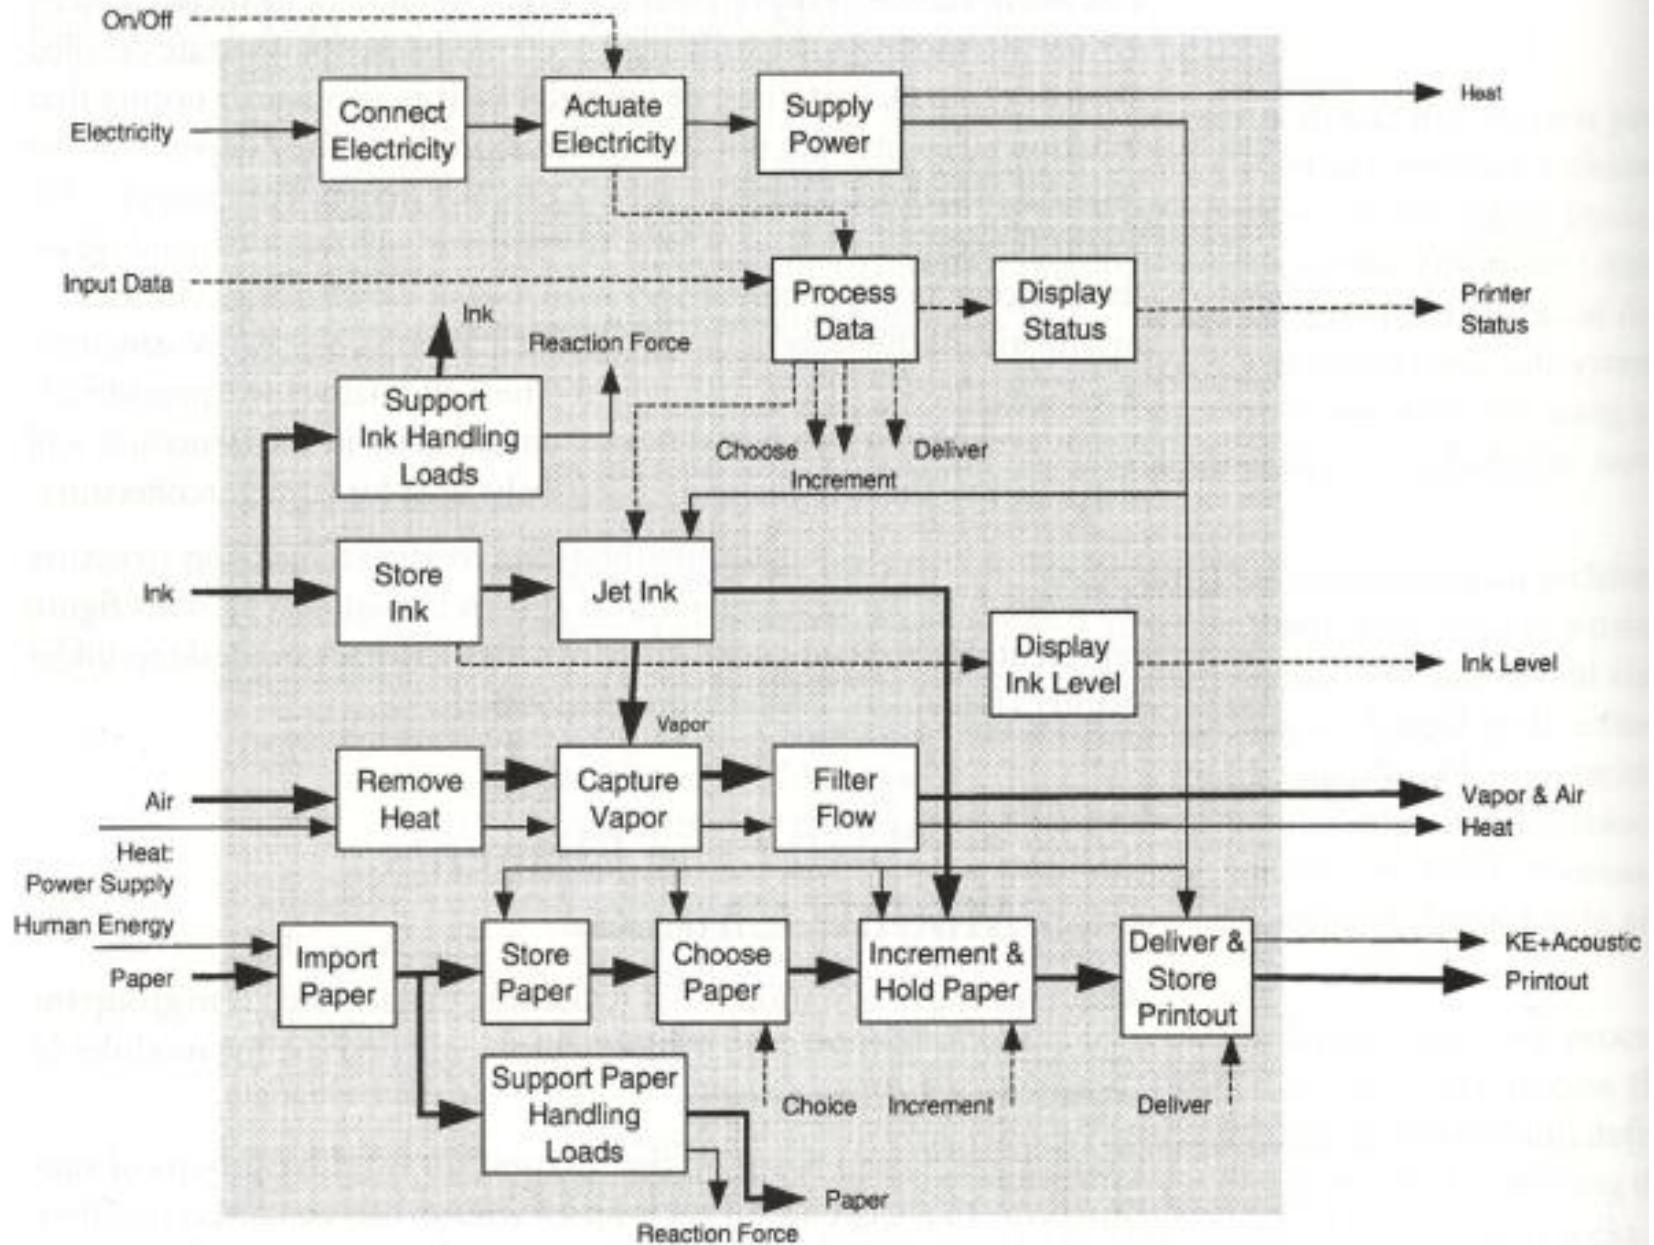 On/Off
Electricity
Connect
Electricity
Actuate
Electricity
Supply
Power
Heat
Input Data
Process
Data
Display
Status
Printer
Status
Ink
Reaction Force
Support
Ink Handling
Loads
Choose
Increment
Deliver
Ink
Store
Ink
Jet Ink
Display
Ink Level
Ink Level
Vapor
Air
Remove
Heat
Capture
Vapor
Filter
Flow
Vapor & Air
Heat
Heat:
Power Supply
Human Energy
Paper
Import
Paper
Store
Paper
Choose
Paper
Increment &
Hold Paper
Deliver &
Store
Printout
KE+Acoustic
Printout
Support Paper
Handling
Loads
Choice
Increment
Deliver
Paper
Reaction Force